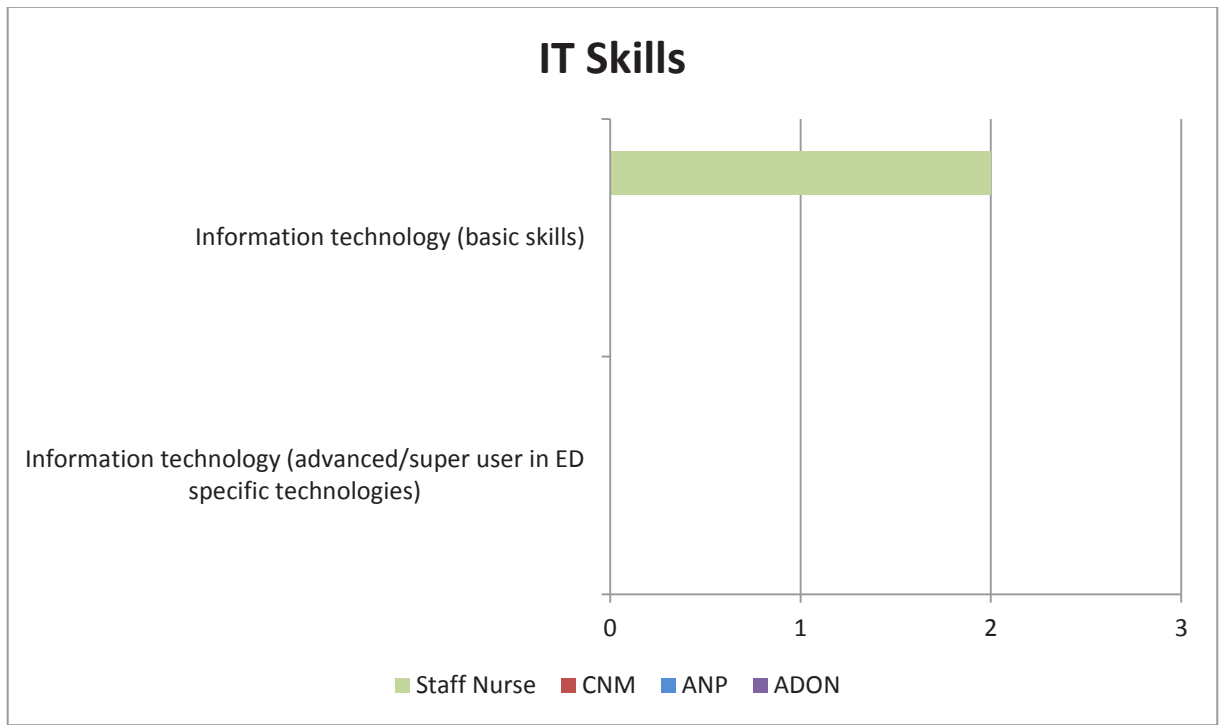 IT Skills
Information technology (basic skills)
Information technology (advanced/super user in ED
specific technologies)
0 1 2 3
Staff Nurse CNM ANP ADON